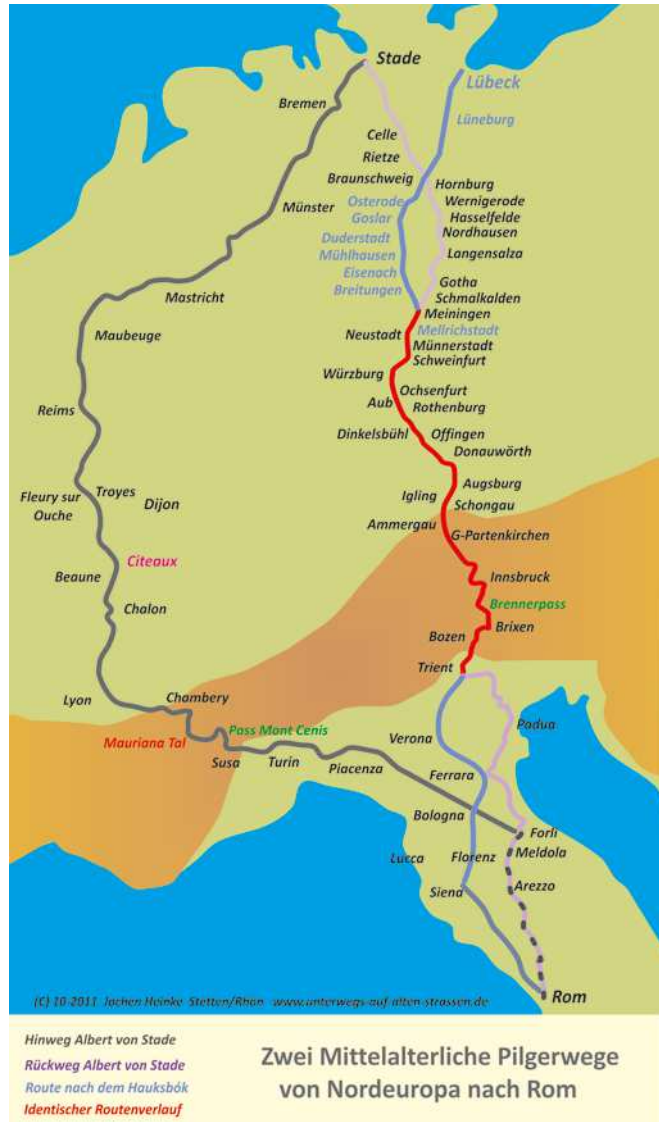 Stade
Lübeck
Bremen
Lüneburg
Celle
Rietze
Braunschweig
Hornburg
Wernigerode
Osterode
Münster
Goslar
Hasselfelde
Nordhausen
Duderstadt
Mühlhausen
Langensalza
Eisenach
Breitungen
Gotha
Schmalkalden
Mastricht
Meiningen
Maubeuge
Neustadt
Mellrichstadt
Münnerstadt
Schweinfurt
Würzburg
Ochsenfurt
Aub
Rothenburg
Reims
Dinkelsbühl
Offingen
Donauwörth
Troyes
Fleury sur
Ouche
Dijon
Augsburg
Igling
Schongau
Ammergau
G-Partenkirchen
Citeaux
Beaune
Innsbruck
Brennerpass
Chalon
Brixen
Bozen
Trient
Lyon
Chambery
Pass Mont Cenis
Padua
Mauriana Tal
Verona
Susa
Turin
Piacenza
Ferrara
Bologna
Forli
Meldola
Lucca
Florenz
Arezzo
Siena
Rom
(C) 10-2011 Jochen Heinke Stetten/Rhön www.unterwegs-auf-alten-strassen.de
Hinweg Albert von Stade
Rückweg Albert von Stade
Route nach dem Hauksbók
Identischer Routenverlauf
Zwei Mittelalterliche Pilgerwege
von Nordeuropa nach Rom